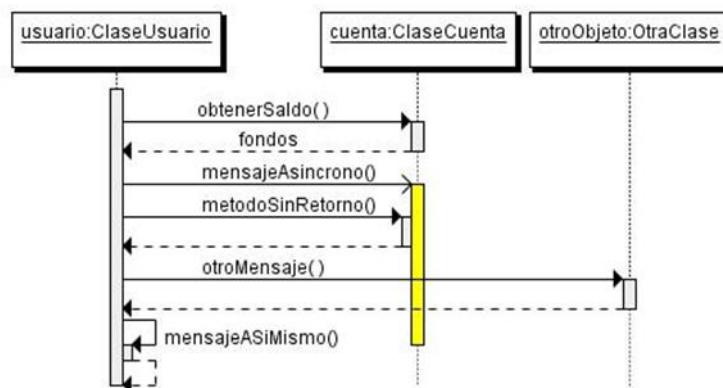 usuario:ClaseUsuario
cuenta:ClaseCuenta
otroObjeto:OtraClase
obtenerSaldo( )
fondos
mensajeAsincrono()
metodoSinRetorno()
otroMensaje( )
mensajeASiMismo()